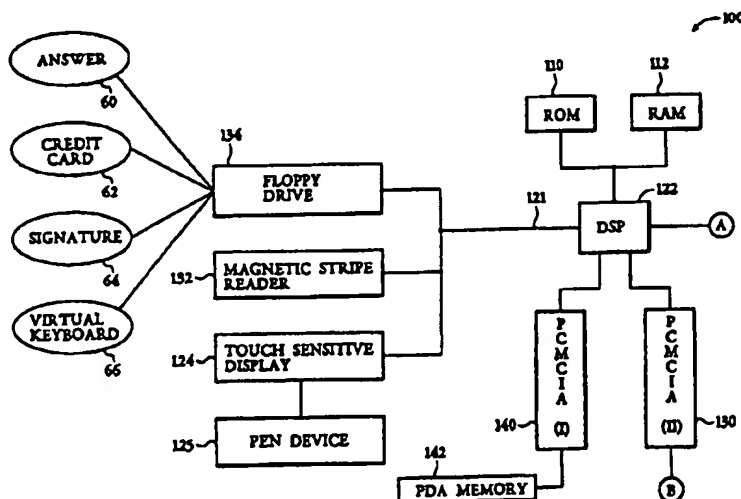 100
ANSWER
60
110
112
ROM
RAM
CREDIT
CARD
62
134
FLOPPY
DRIVE
121
122
DSP
A
SIGNATURE
64
132
MAGNETIC STRIPE
READER
VIRTUAL
KEYBOARD
66
124
TOUCH SENSITIVE
DISPLAY
PCMCIA
(I)
140
PCMCIA
(II)
130
125
PEN DEVICE
142
PDA MEMORY
B